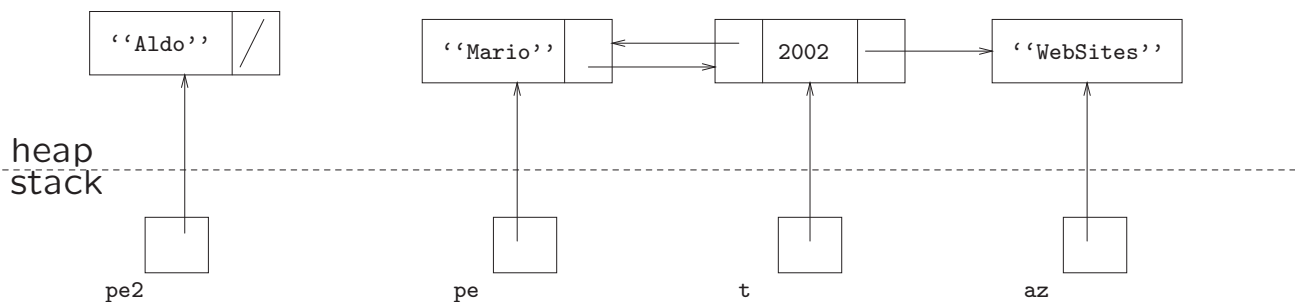 ‘‘Aldo’’ ‘‘Mario’’ 2002 ‘‘WebSites’’
heap
stack
pe2 pe t az